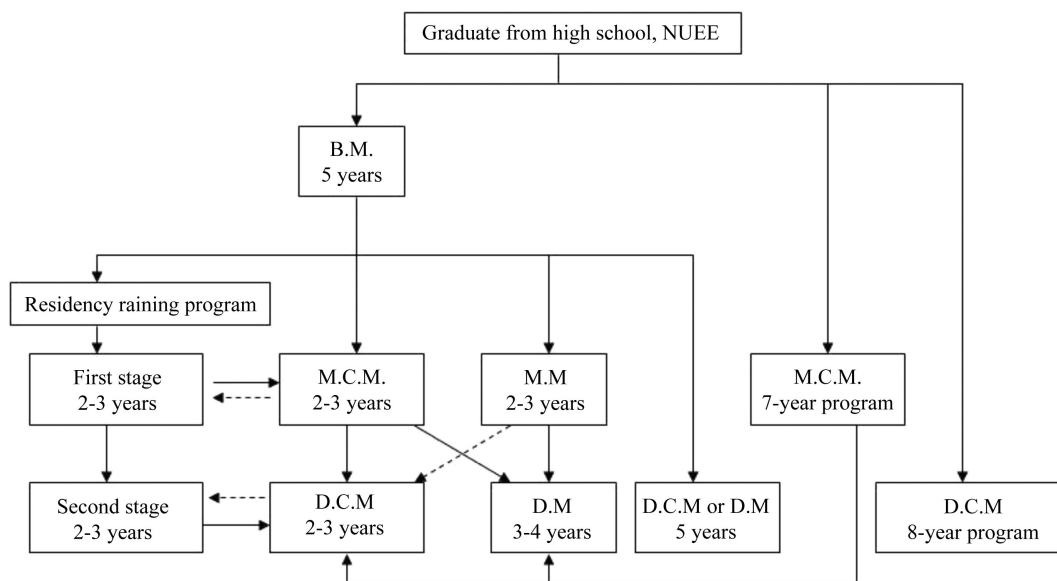 Graduate from high school, NUEE
B.M.
5 years
Residency raining program
First stage
2-3 years
M.C.M.
2-3 years
M.M
2-3 years
M.C.M.
7-year program
Second stage
2-3 years
D.C.M
2-3 years
D.M
3-4 years
D.C.M or D.M
5 years
D.C.M
8-year program